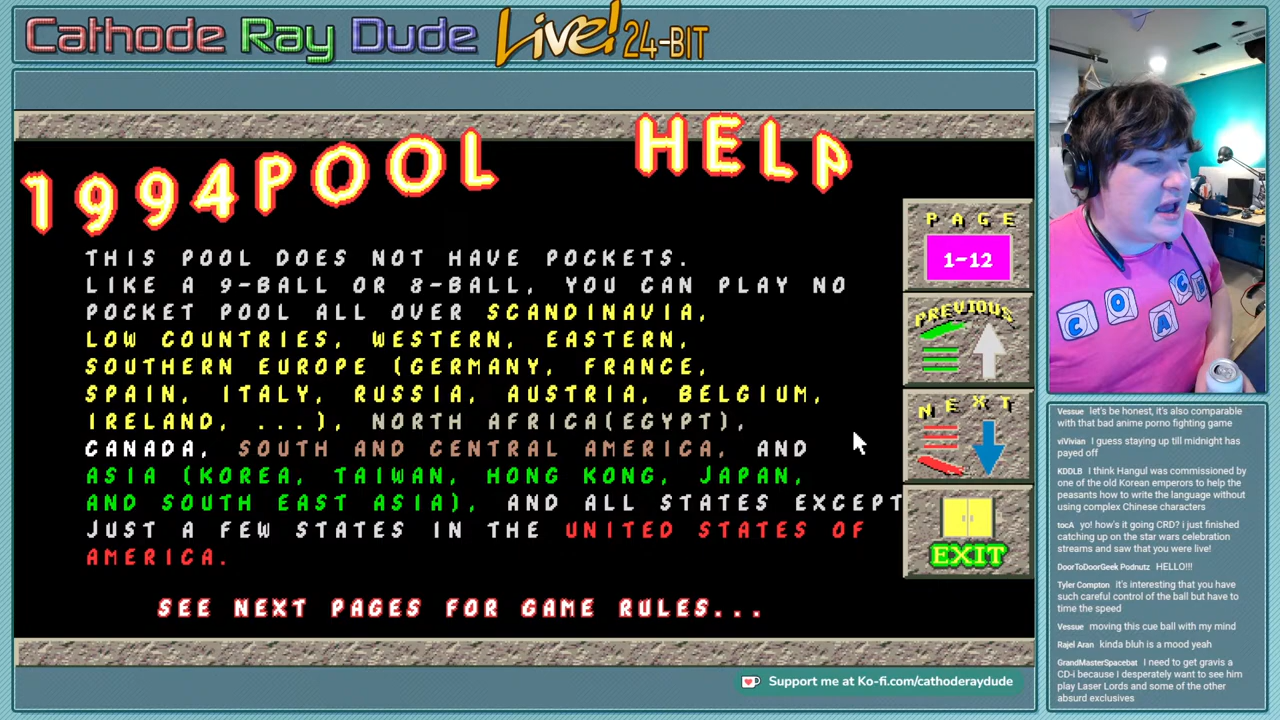 Cathode Ray Dude Live! 24-BIT
1994 POOL HELP
THIS POOL DOES NOT HAVE POCKETS.
LIKE A 9-BALL OR 8-BALL, YOU CAN PLAY NO
POCKET POOL ALL OVER SCANDINAVIA,
LOW COUNTRIES, WESTERN, EASTERN,
SOUTHERN EUROPE (GERMANY, FRANCE,
SPAIN, ITALY, RUSSIA, AUSTRIA, BELGIUM,
IRELAND, ...), NORTH AFRICA(EGYPT),
CANADA, SOUTH AND CENTRAL AMERICA, AND
ASIA (KOREA, TAIWAN, HONG KONG, JAPAN,
AND SOUTH EAST ASIA), AND ALL STATES EXCEPT
JUST A FEW STATES IN THE UNITED STATES OF
AMERICA.
SEE NEXT PAGES FOR GAME RULES...
PAGE
1-12
PREVIOUS
NEXT
EXIT
Support me at Ko-fi.com/cathoderaydude
C O A C H
Vessue let's be honest, it's also comparable
with that bad anime porno fighting game
viVivian I guess staying up till midnight has
payed off
KDDLB I think Hangul was commissioned by
one of the old Korean emperors to help the
peasants how to write the language without
using complex Chinese characters
tocA yo! how's it going CRD? i just finished
catching up on the star wars celebration
streams and saw that you were live!
DoorToDoorGeek Podnutz HELLO!!!
Tyler Compton it's interesting that you have
such careful control of the ball but have to
time the speed
Vessue moving this cue ball with my mind
Rajel Aran kinda bluh is a mood yeah
GrandMasterSpacebat I need to get gravis a
CD-i because I desperately want to see him
play Laser Lords and some of the other
absurd exclusives